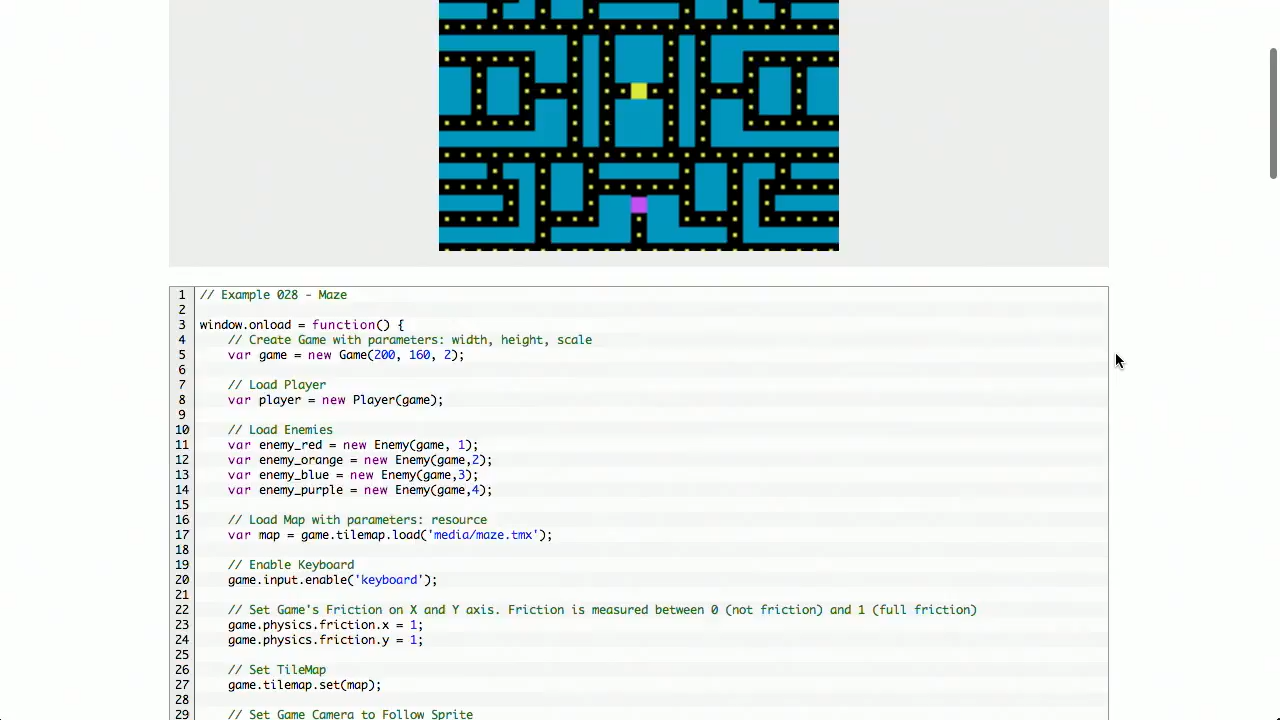 1 // Example 028 - Maze
2
3 window.onload = function() {
4 // Create Game with parameters: width, height, scale
5 var game = new Game(200, 160, 2);
6
7 // Load Player
8 var player = new Player(game);
9
10 // Load Enemies
11 var enemy_red = new Enemy(game, 1);
12 var enemy_orange = new Enemy(game,2);
13 var enemy_blue = new Enemy(game,3);
14 var enemy_purple = new Enemy(game,4);
15
16 // Load Map with parameters: resource
17 var map = game.tilemap.load('media/maze.tmx');
18
19 // Enable Keyboard
20 game.input.enable('keyboard');
21
22 // Set Game's Friction on X and Y axis. Friction is measured between 0 (not friction) and 1 (full friction)
23 game.physics.friction.x = 1;
24 game.physics.friction.y = 1;
25
26 // Set TileMap
27 game.tilemap.set(map);
28
29 // Set Game Camera to Follow Sprite